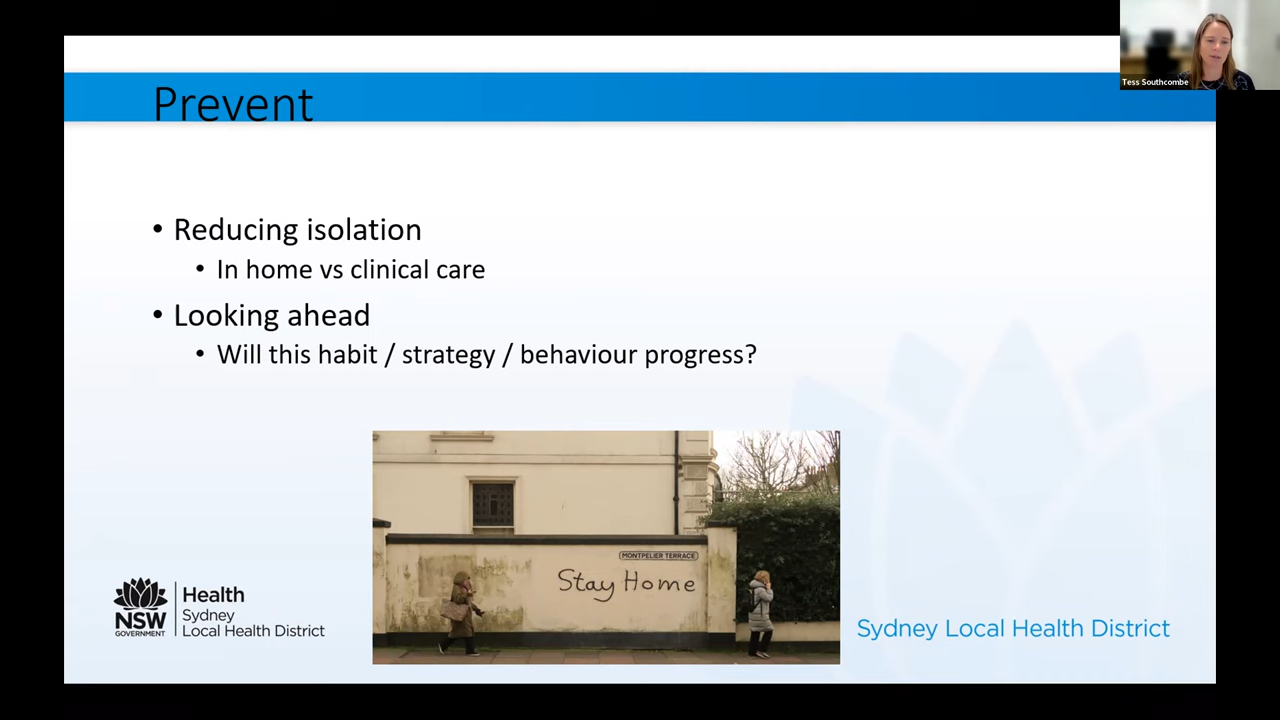 Prevent
Tess Southcombe
• Reducing isolation
• In home vs clinical care
• Looking ahead
• Will this habit / strategy / behaviour progress?
MONTPELIER TERRACE
Stay Home
NSW
GOVERNMENT
Health
Sydney
Local Health District
Sydney Local Health District